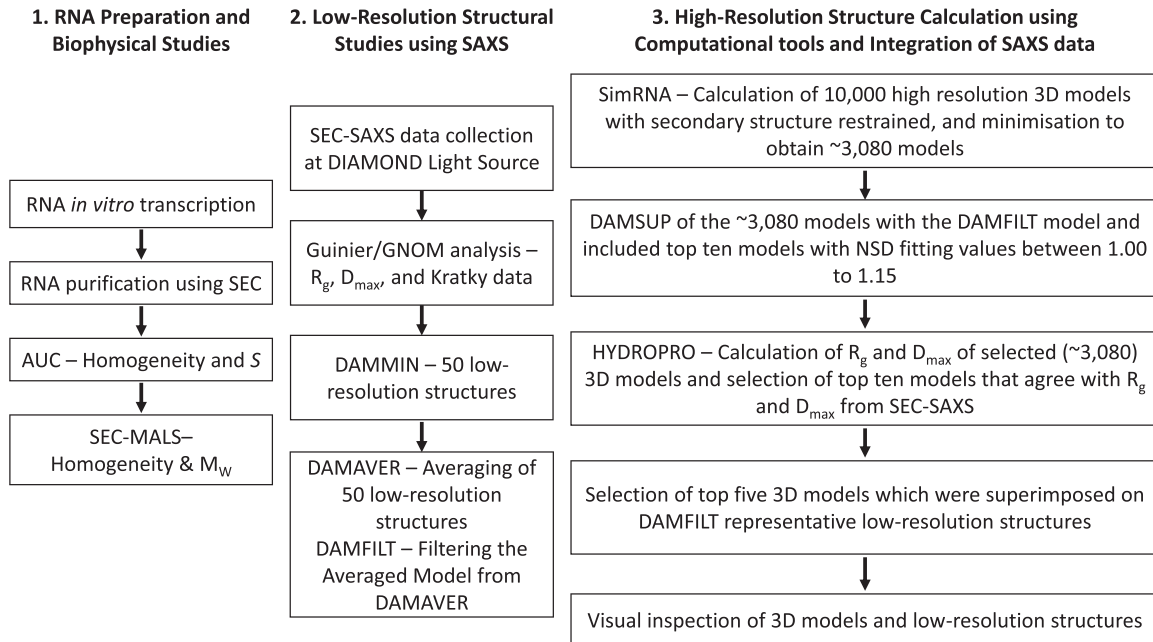 1. RNA Preparation and
Biophysical Studies
RNA in vitro transcription
RNA purification using SEC
AUC – Homogeneity and S
SEC-MALS–
Homogeneity & MW
2. Low-Resolution Structural
Studies using SAXS
SEC-SAXS data collection
at DIAMOND Light Source
Guinier/GNOM analysis –
Rg, Dmax, and Kratky data
DAMMIN – 50 low-
resolution structures
DAMAVER – Averaging of
50 low-resolution
structures
DAMFILT – Filtering the
Averaged Model from
DAMAVER
3. High-Resolution Structure Calculation using
Computational tools and Integration of SAXS data
SimRNA – Calculation of 10,000 high resolution 3D models
with secondary structure restrained, and minimisation to
obtain ~3,080 models
DAMSUP of the ~3,080 models with the DAMFILT model and
included top ten models with NSD fitting values between 1.00
to 1.15
HYDROPRO – Calculation of Rg and Dmax of selected (~3,080)
3D models and selection of top ten models that agree with Rg
and Dmax from SEC-SAXS
Selection of top five 3D models which were superimposed on
DAMFILT representative low-resolution structures
Visual inspection of 3D models and low-resolution structures